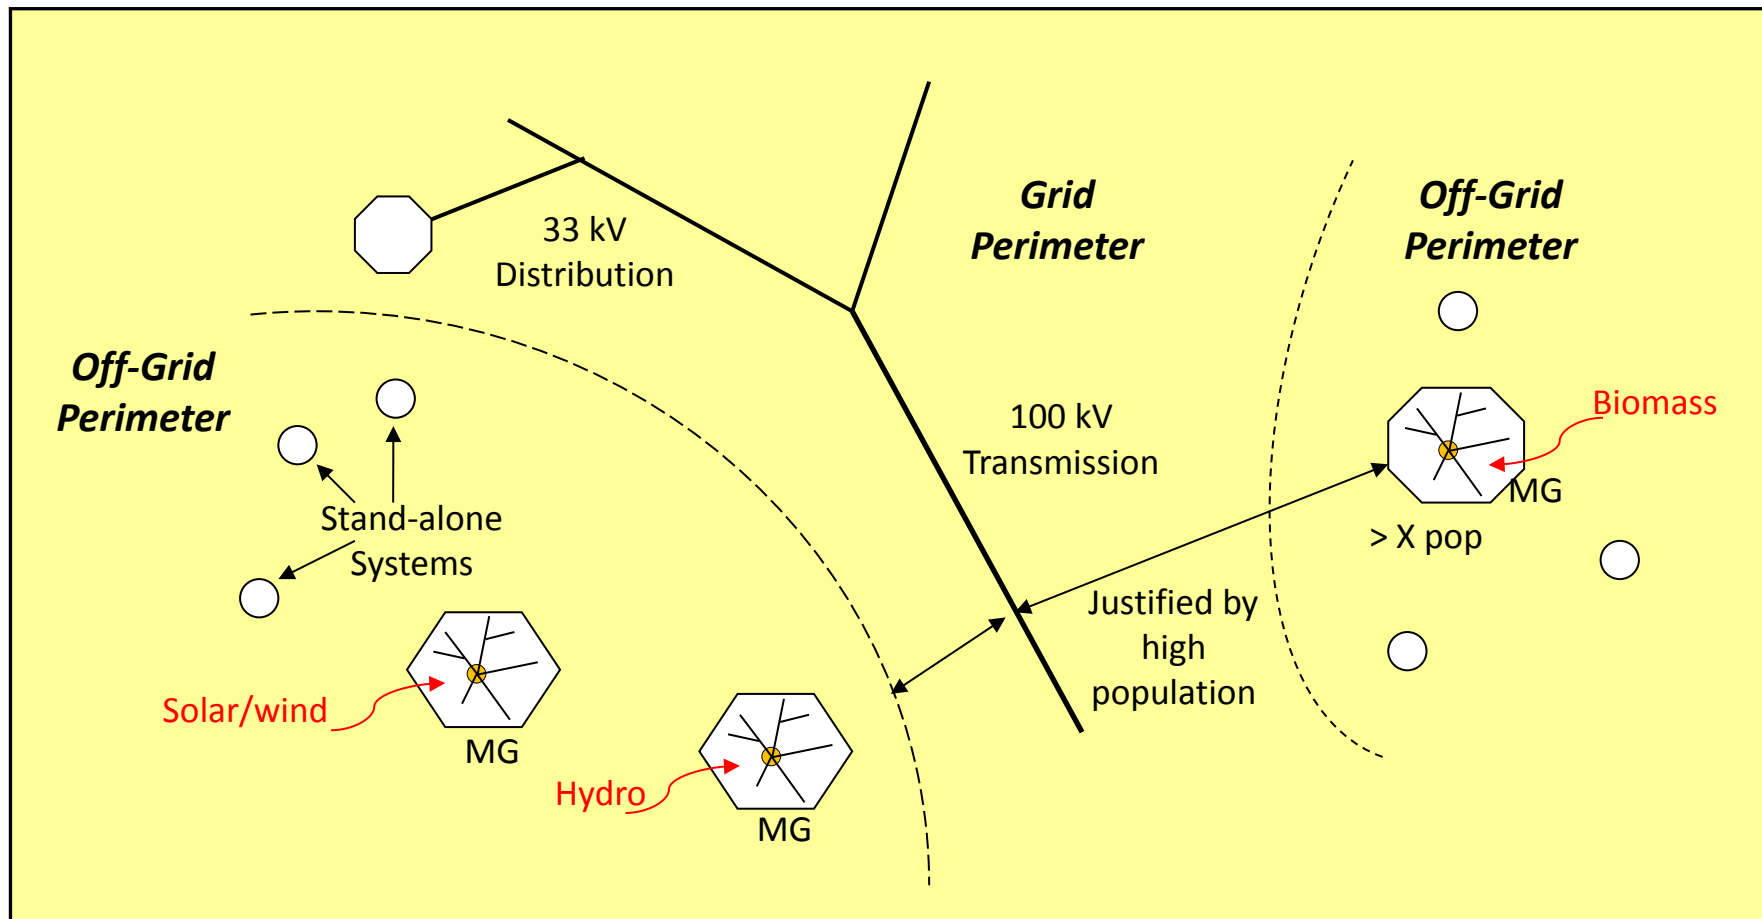 Grid
Perimeter
Off-Grid
Perimeter
33 kV
Distribution
Off-Grid
Perimeter
100 kV
Transmission
Biomass
MG
> X pop
Stand-alone
Systems
Justified by
high
population
Solar/wind
MG
Hydro
MG